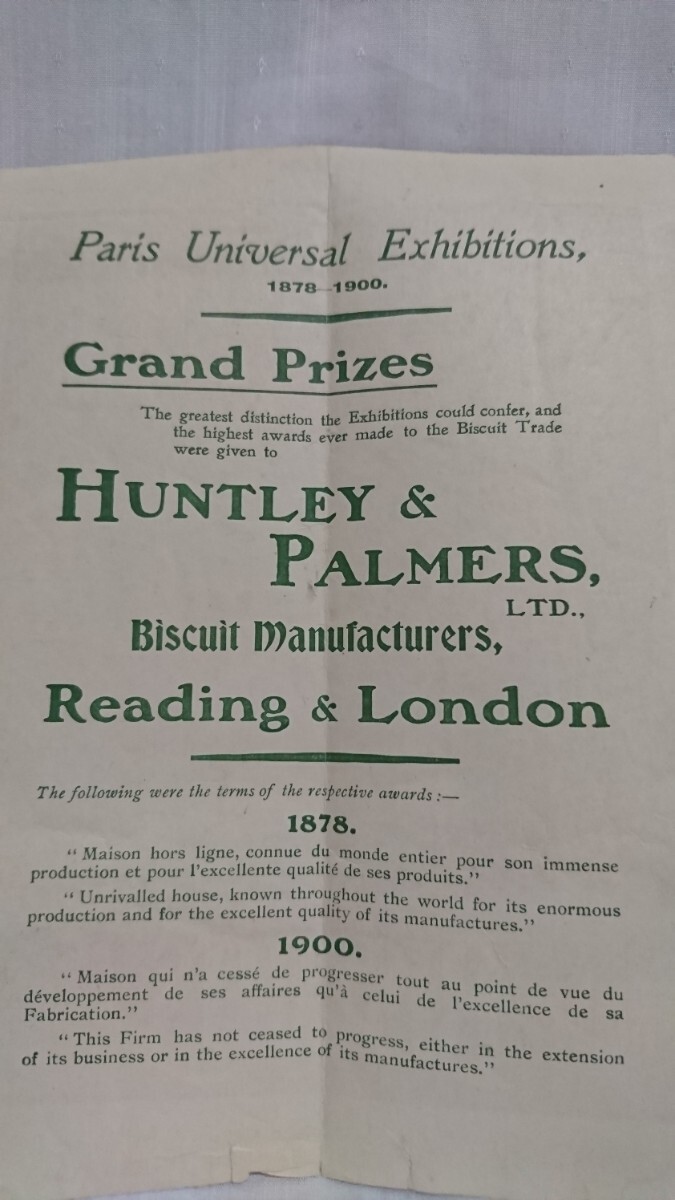 Paris Universal Exhibitions,
1878–1900.
Grand Prizes
The greatest distinction the Exhibitions could confer, and
the highest awards ever made to the Biscuit Trade
were given to
HUNTLEY &
PALMERS,
LTD.,
Biscuit Manufacturers,
Reading & London
The following were the terms of the respective awards :—
1878.
“ Maison hors ligne, connue du monde entier pour son immense
production et pour l'excellente qualité de ses produits.”
“ Unrivalled house, known throughout the world for its enormous
production and for the excellent quality of its manufactures.”
1900.
“ Maison qui n'a cessé de progresser tout au point de vue du
développement de ses affaires qu'à celui de l'excellence de sa
Fabrication.”
“ This Firm has not ceased to progress, either in the extension
of its business or in the excellence of its manufactures.”